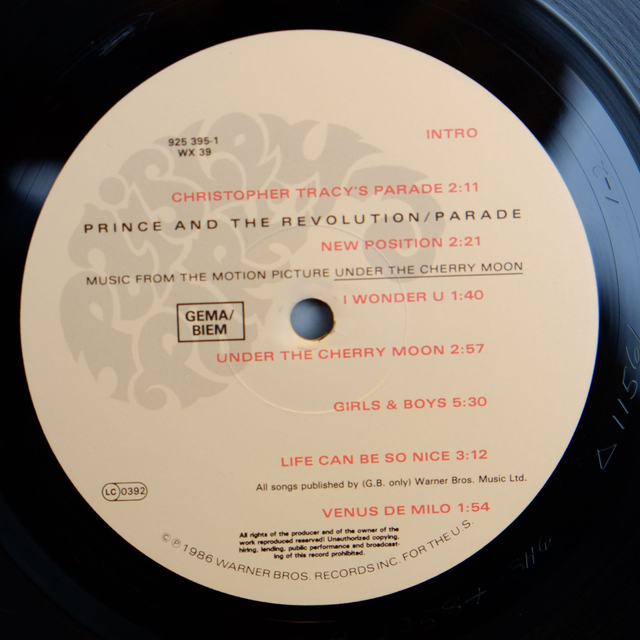 925 395-1
WX 39
INTRO
CHRISTOPHER TRACY'S PARADE 2:11
PRINCE AND THE REVOLUTION/PARADE
NEW POSITION 2:21
MUSIC FROM THE MOTION PICTURE UNDER THE CHERRY MOON
I WONDER U 1:40
GEMA/
BIEM
UNDER THE CHERRY MOON 2:57
GIRLS & BOYS 5:30
LIFE CAN BE SO NICE 3:12
All songs published by (G.B. only) Warner Bros. Music Ltd.
LC 0392
VENUS DE MILO 1:54
All rights of the producer and of the owner of the
work reproduced reserved! Unauthorized copying,
hiring, lending, public performance and broadcast-
ing of this record prohibited.
©℗1986 WARNER BROS. RECORDS INC. FOR THE U.S.